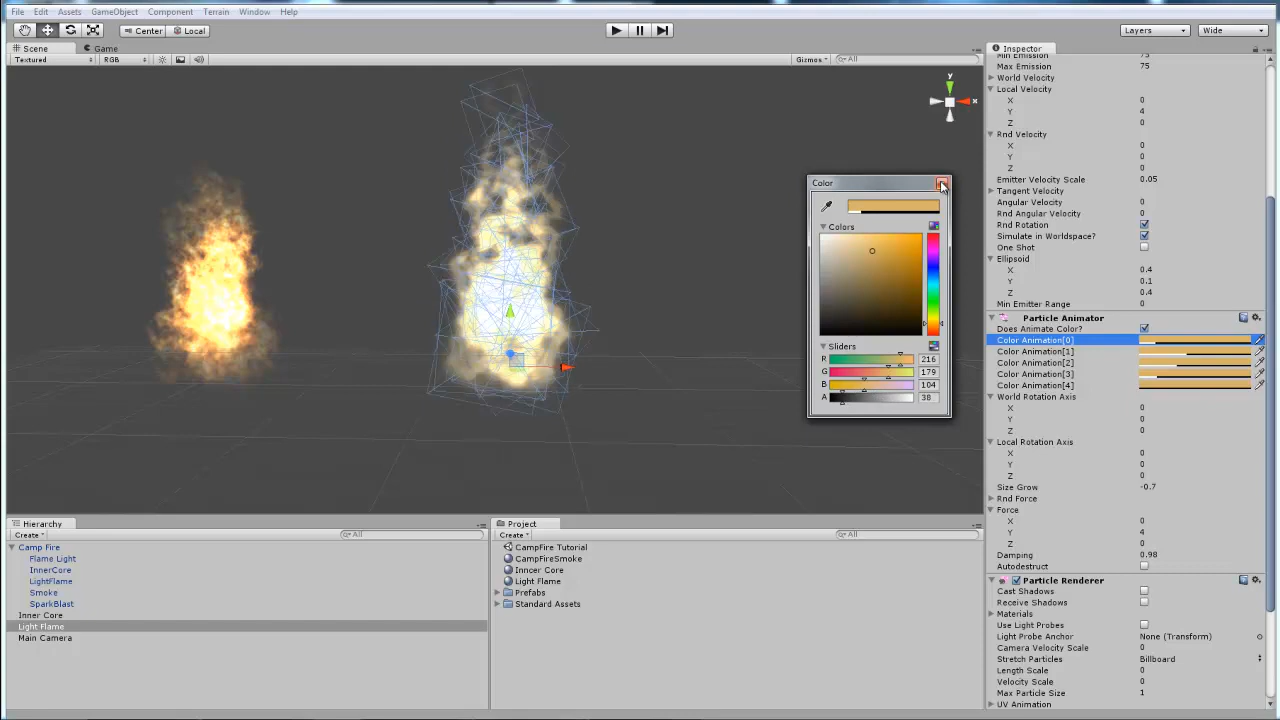 File Edit Assets GameObject Component Terrain Window Help
Center Local Layers Wide
Scene Game Inspector
Textured RGB Gizmos All
Min Emission 75
Max Emission 75
World Velocity
Local Velocity
X 0
Y 4
Z 0
Rnd Velocity
X 0
Y 0
Z 0
Emitter Velocity Scale 0.05
Tangent Velocity
Angular Velocity 0
Rnd Angular Velocity 0
Rnd Rotation
Simulate in Worldspace?
One Shot
Ellipsoid
X 0.4
Y 0.1
Z 0.4
Min Emitter Range 0
Particle Animator
Does Animate Color?
Color Animation[0]
Color Animation[1]
Color Animation[2]
Color Animation[3]
Color Animation[4]
World Rotation Axis
X 0
Y 0
Z 0
Local Rotation Axis
X 0
Y 0
Z 0
Size Grow -0.7
Rnd Force
Force
X 0
Y 4
Z 0
Damping 0.98
Autodestruct
Particle Renderer
Cast Shadows
Receive Shadows
Materials
Use Light Probes
Light Probe Anchor None (Transform)
Camera Velocity Scale 0
Stretch Particles Billboard
Length Scale 0
Velocity Scale 0
Max Particle Size 1
UV Animation
y
x
Color
Colors
Sliders
R 216
G 179
B 104
A 38
Hierarchy
Create All
Camp Fire
Flame Light
InnerCore
LightFlame
Smoke
SparkBlast
Inner Core
Light Flame
Main Camera
Project
Create All
CampFire Tutorial
CampFireSmoke
Inncer Core
Light Flame
Prefabs
Standard Assets